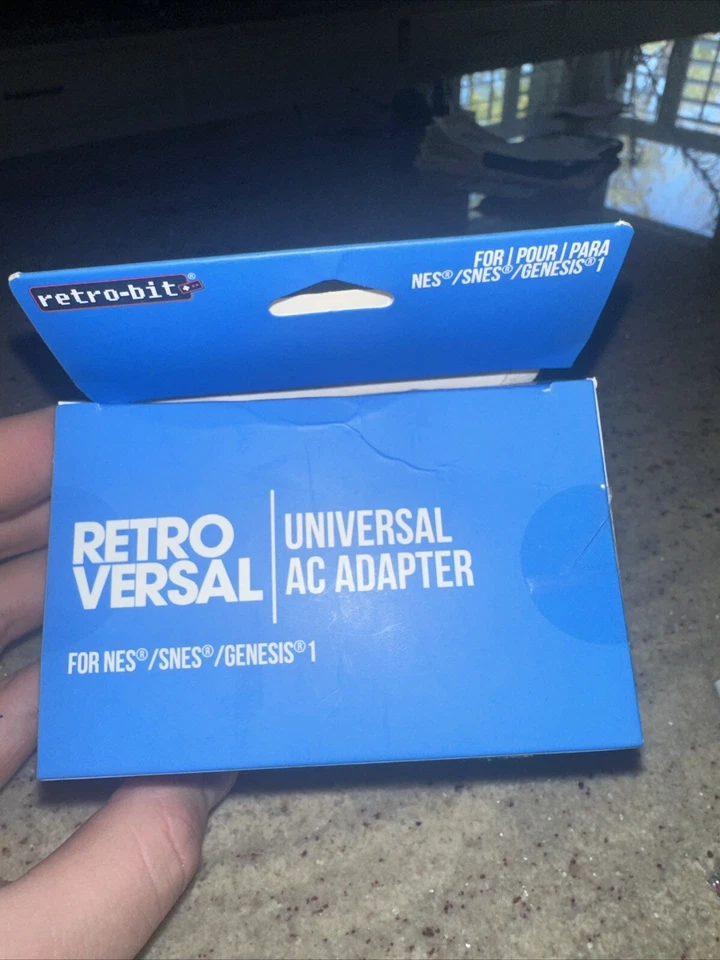 retro-bit®
FOR | POUR | PARA
NES®/SNES®/GENESIS®1
RETRO
VERSAL
UNIVERSAL
AC ADAPTER
FOR NES®/SNES®/GENESIS®1